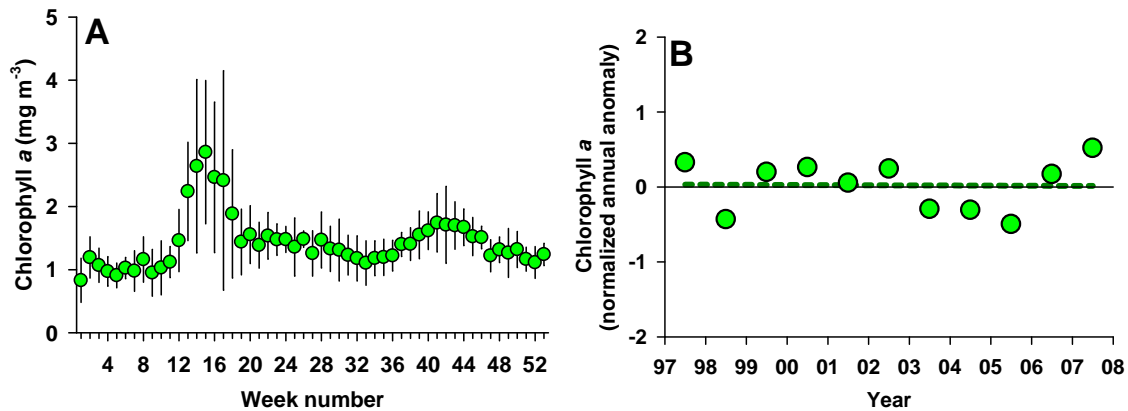 A
5
4
3
2
1
0
Chlorophyll a (mg m-3)
4 8 12 16 20 24 28 32 36 40 44 48 52
Week number
B
2
1
0
-1
-2
Chlorophyll a
(normalized annual anomaly)
97 98 99 00 01 02 03 04 05 06 07 08
Year